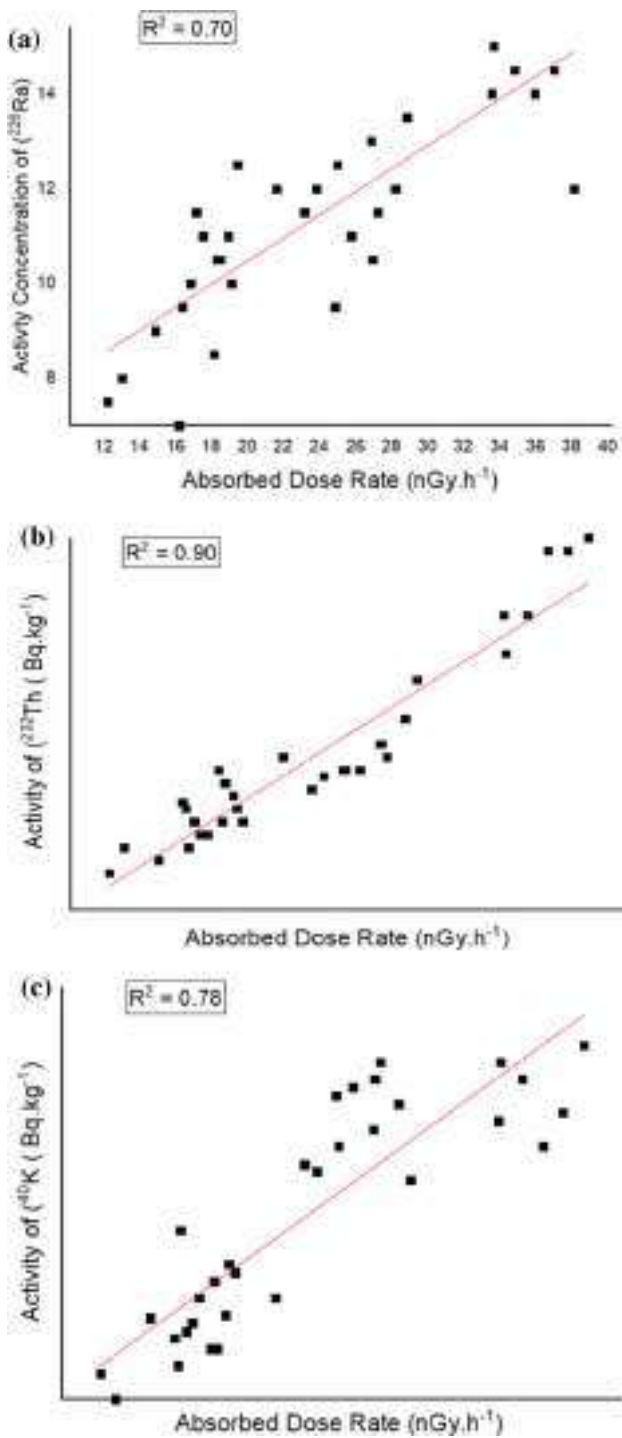 (a)
R² = 0.70
Activty Concentration of (²²⁶Ra)
14
12
10
8
12 14 16 18 20 22 24 26 28 30 32 34 36 38 40
Absorbed Dose Rate (nGy.h⁻¹)
(b)
R² = 0.90
Activity of (²³²Th ( Bq.kg⁻¹)
Absorbed Dose Rate (nGy.h⁻¹)
(c)
R² = 0.78
Activity of (⁴⁰K ( Bq.kg⁻¹)
Absorbed Dose Rate (nGy.h⁻¹)